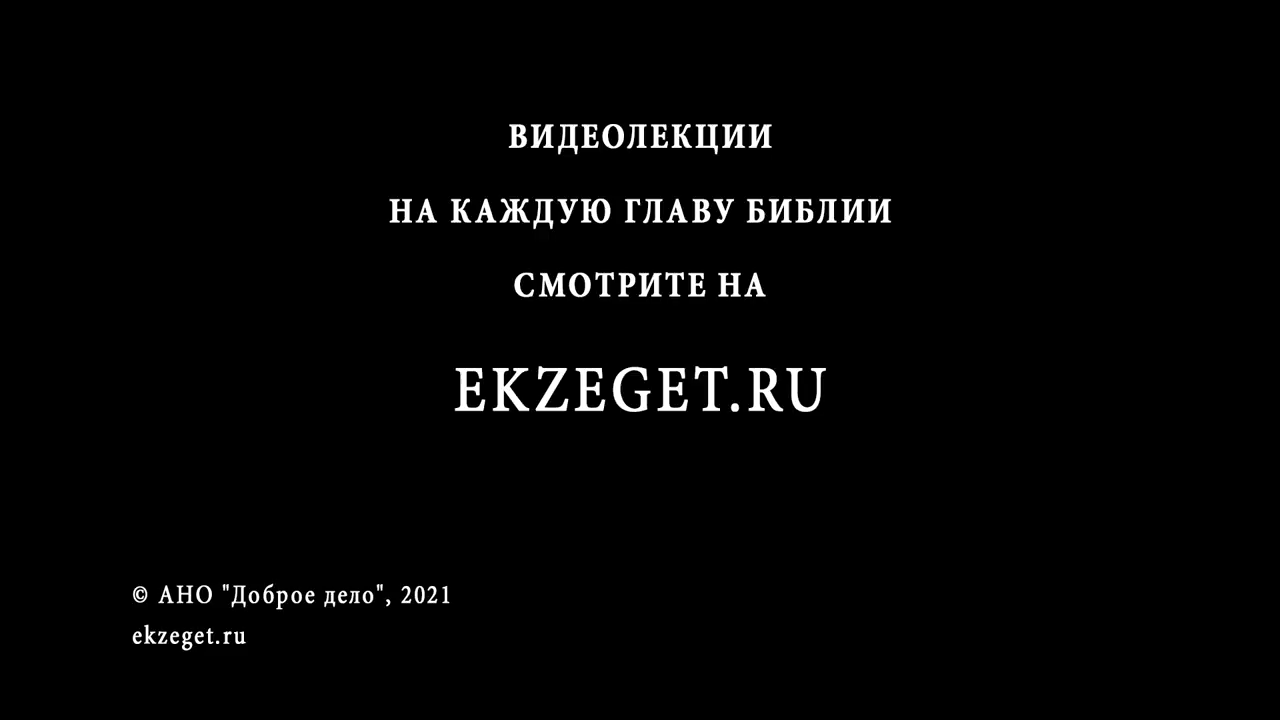 ВИДЕОЛЕКЦИИ
НА КАЖДУЮ ГЛАВУ БИБЛИИ
СМОТРИТЕ НА
EKZEGET.RU
© АНО "Доброе дело", 2021
ekzeget.ru